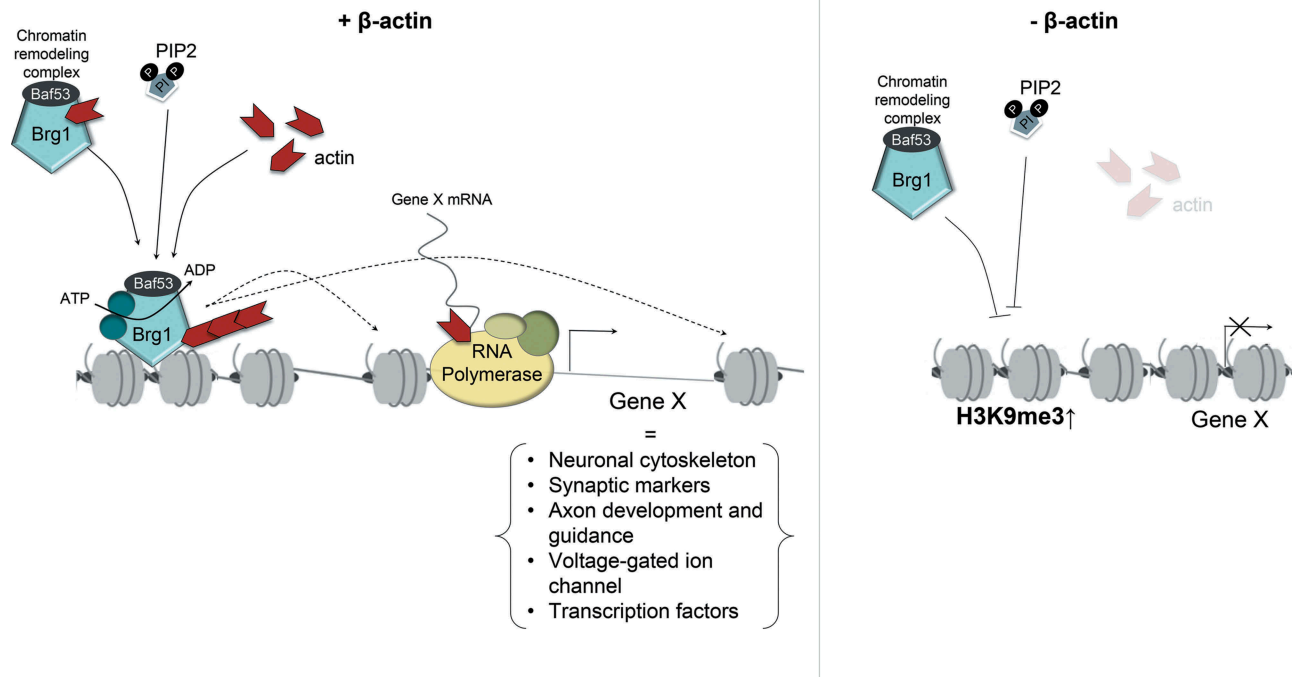 + β-actin
Chromatin
remodeling
complex
Baf53
Brg1
PIP2
P
P
PI
actin
Gene X mRNA
ATP
ADP
Baf53
Brg1
RNA
Polymerase
Gene X
=
• Neuronal cytoskeleton
• Synaptic markers
• Axon development and
guidance
• Voltage-gated ion
channel
• Transcription factors
- β-actin
Chromatin
remodeling
complex
Baf53
Brg1
PIP2
P
P
PI
actin
H3K9me3↑
Gene X